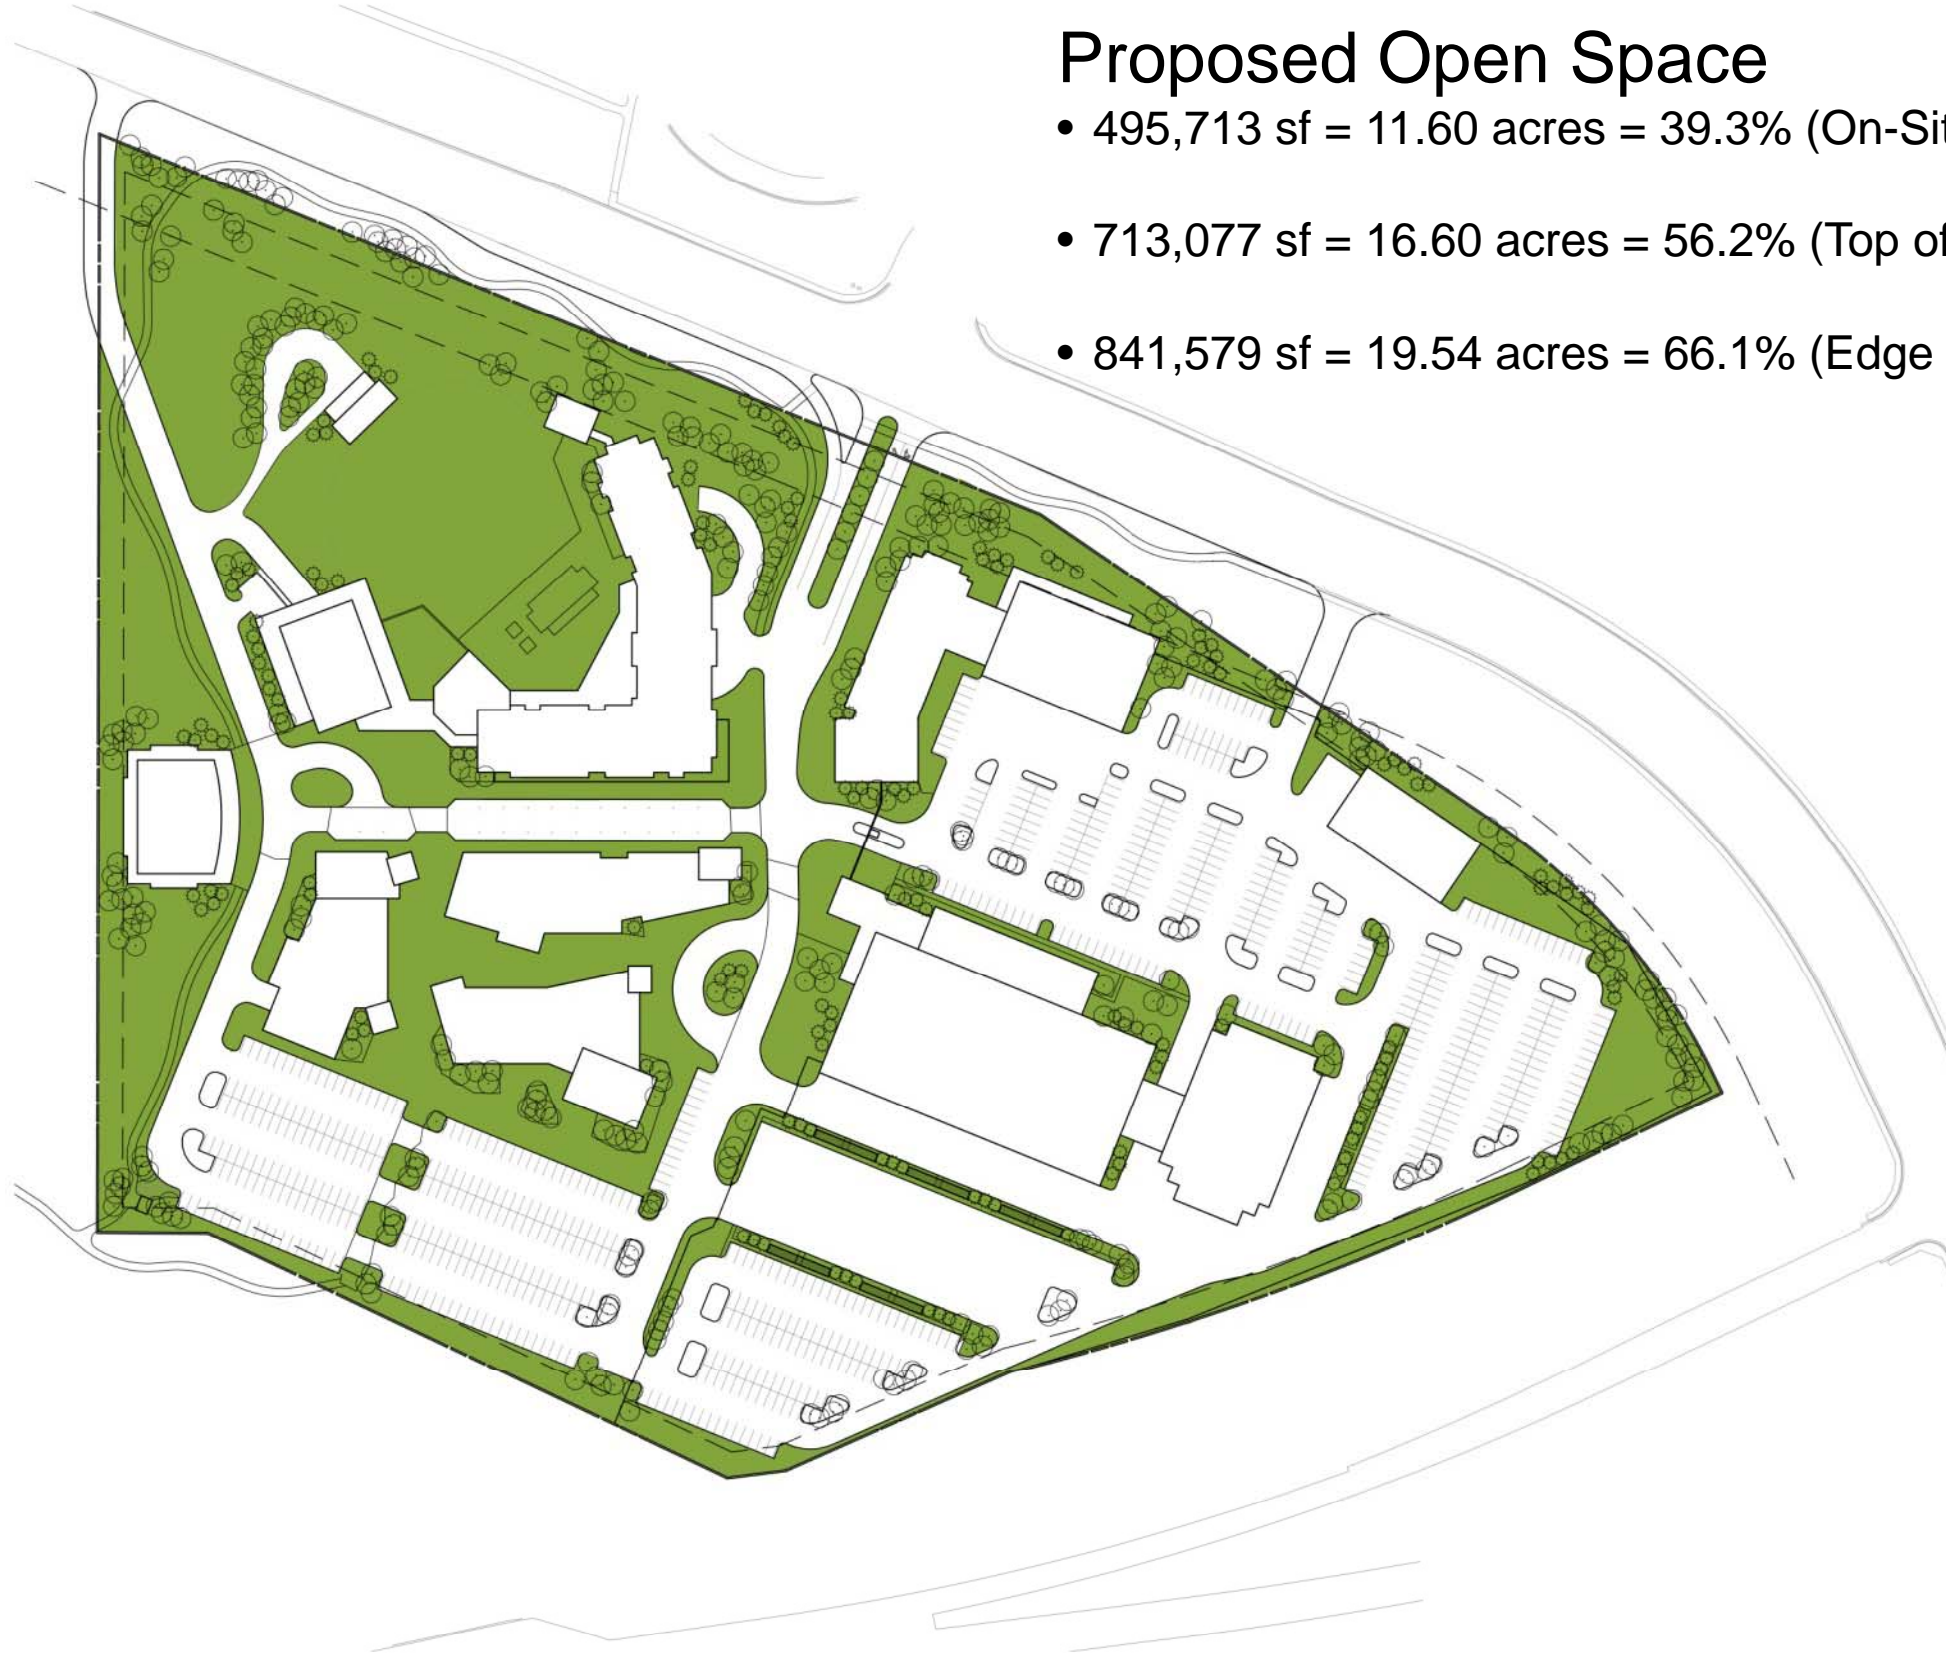 Proposed Open Space
• 495,713 sf = 11.60 acres = 39.3% (On-Sit
• 713,077 sf = 16.60 acres = 56.2% (Top of
• 841,579 sf = 19.54 acres = 66.1% (Edge